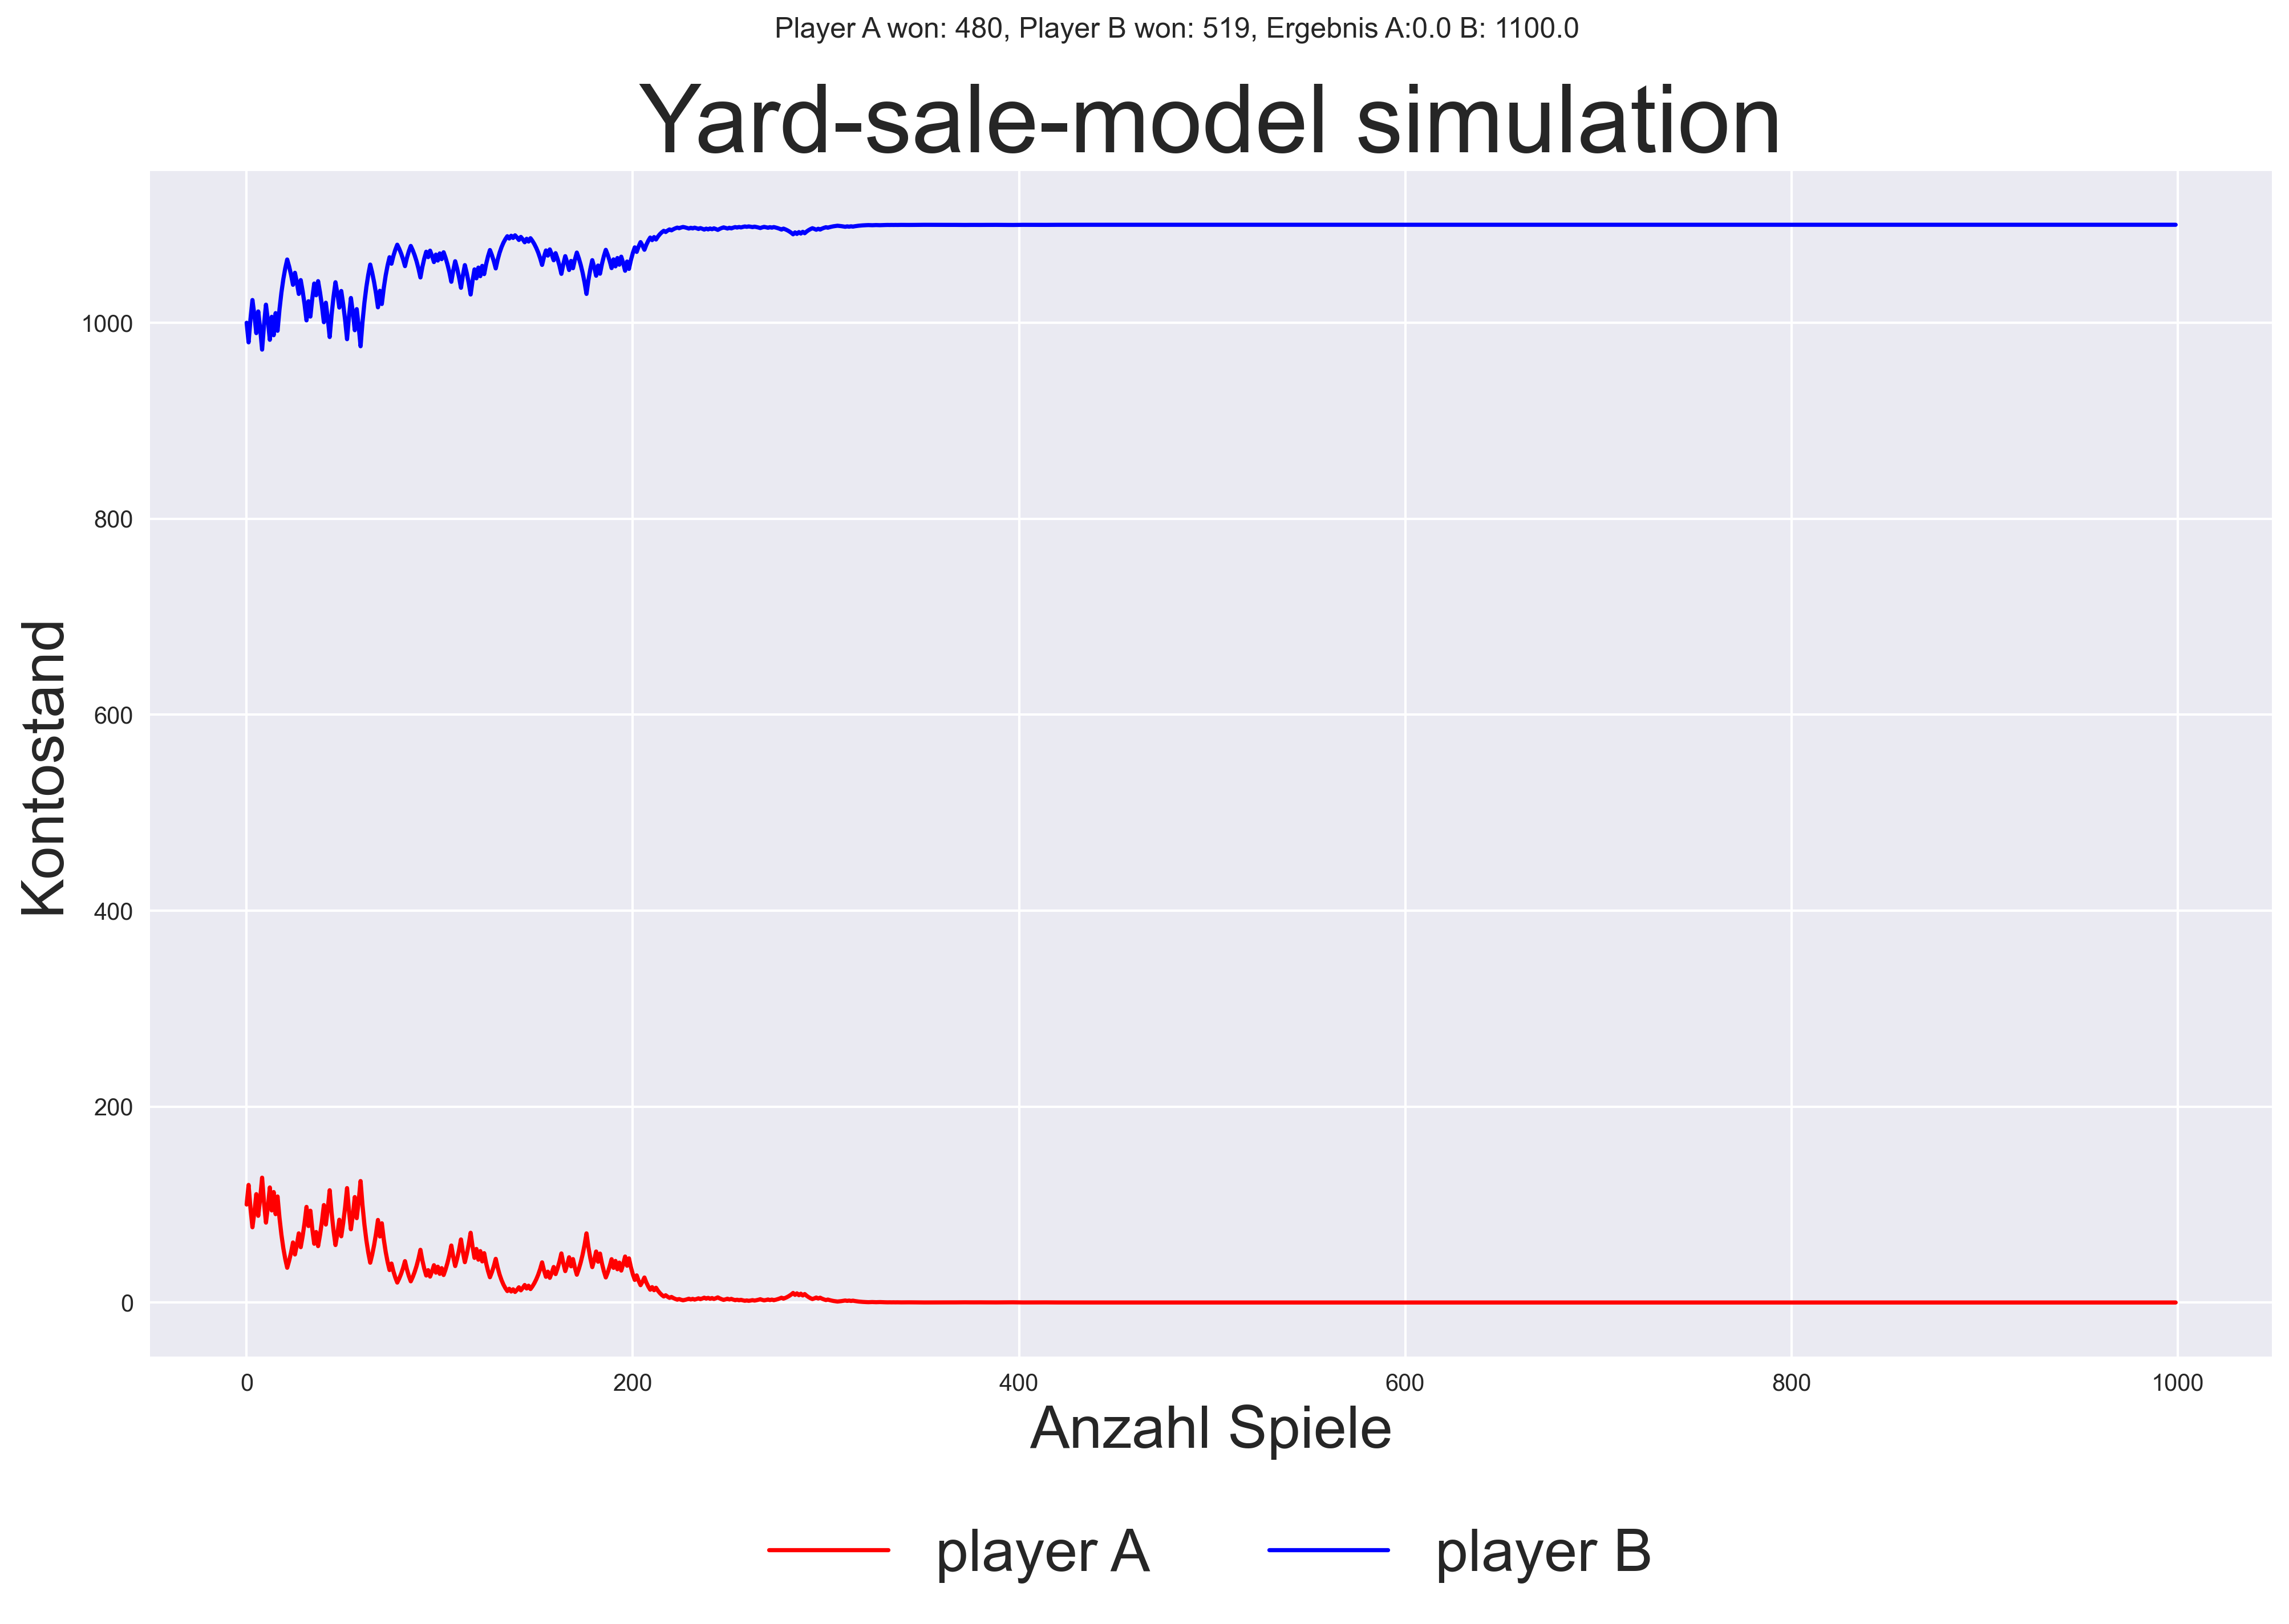 Player A won: 480, Player B won: 519, Ergebnis A:0.0 B: 1100.0
Yard-sale-model simulation
Kontostand
1000
800
600
400
200
0
0 200 400 600 800 1000
Anzahl Spiele
player A player B